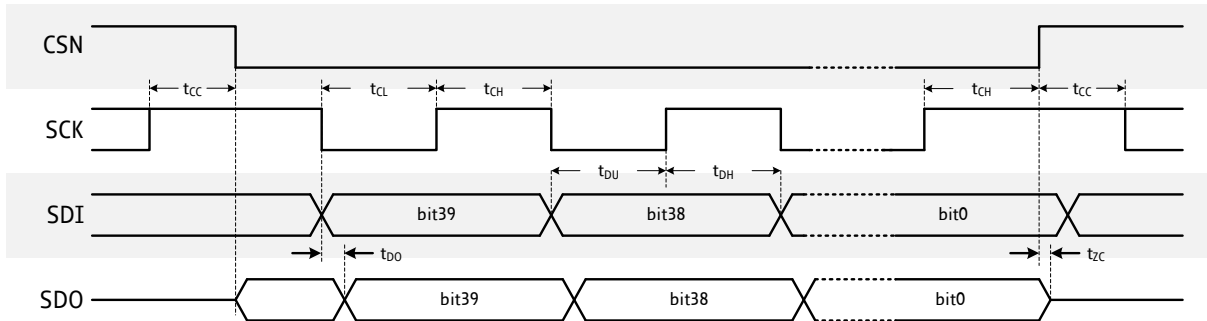 CSN
tCC tCL tCH tCH tCC
SCK
tDU tDH
SDI bit39 bit38 bit0
tDO tZC
SDO bit39 bit38 bit0